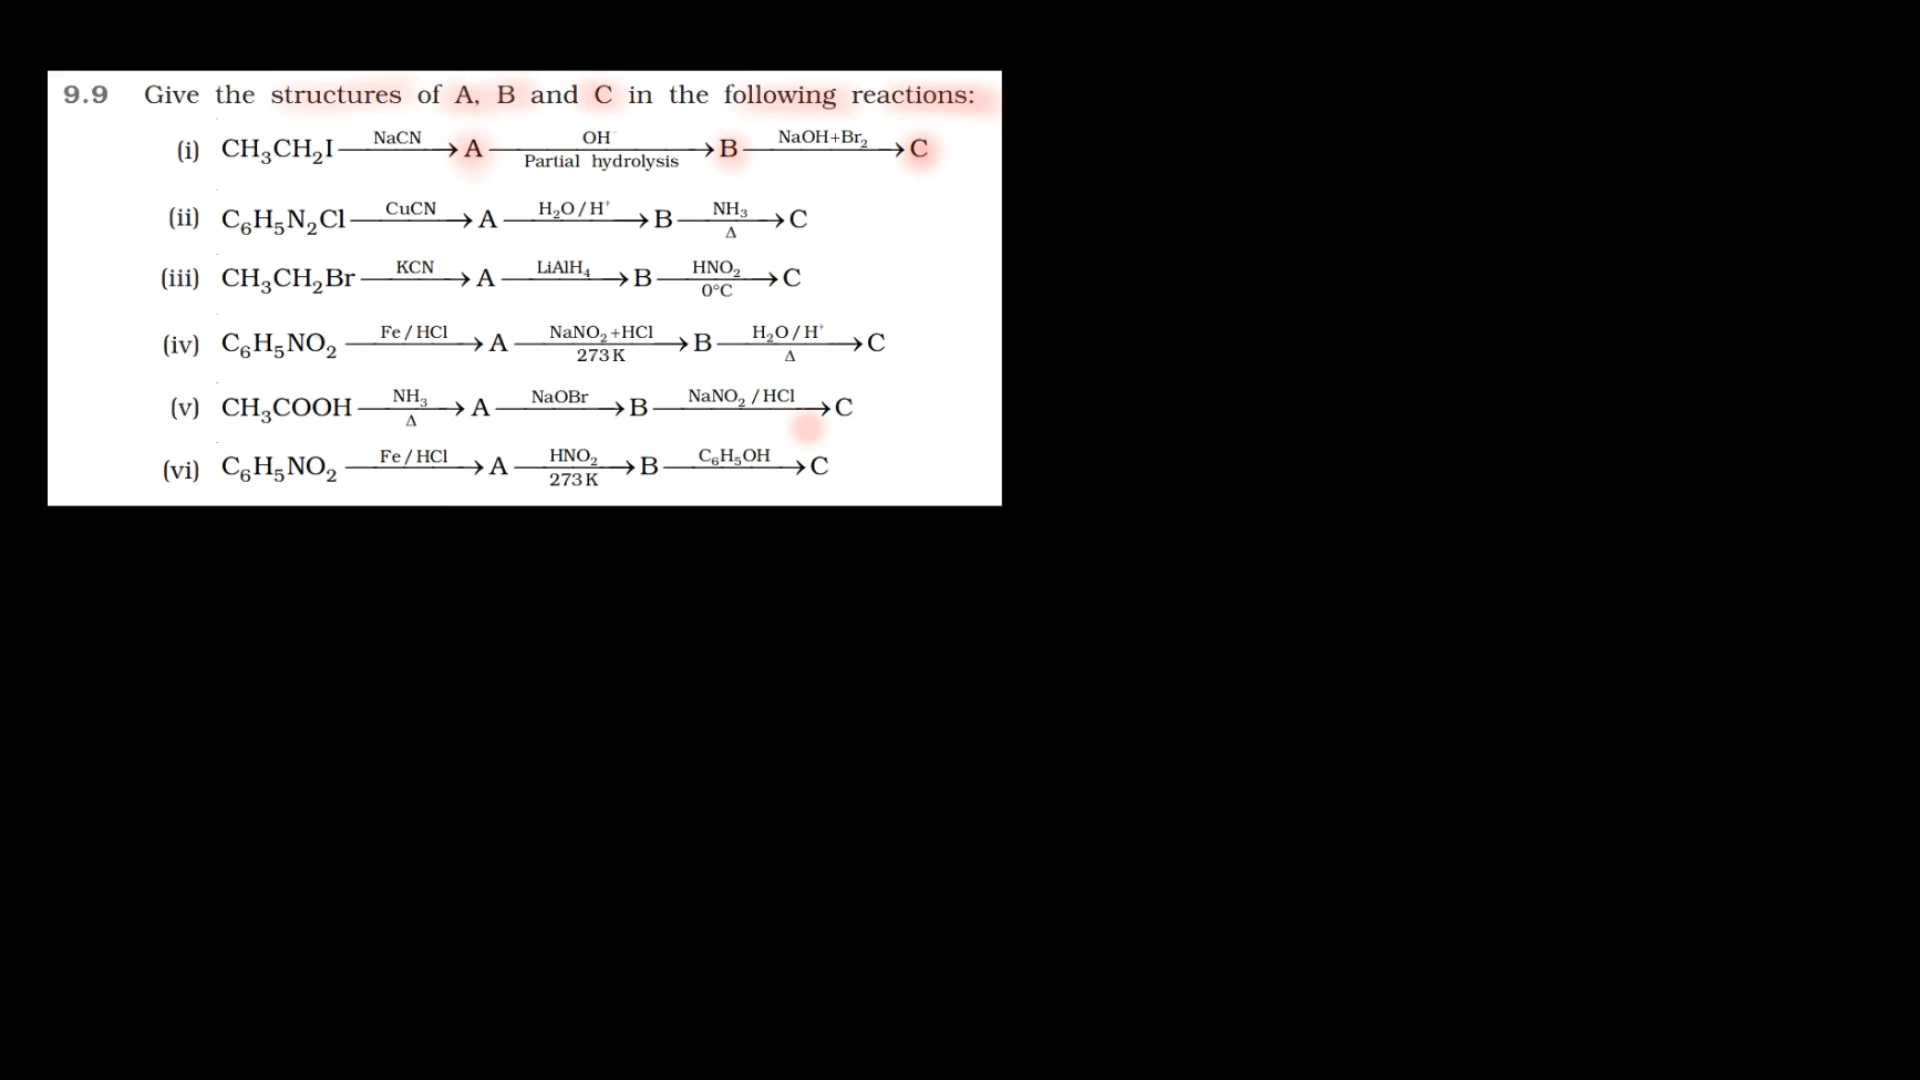 9.9 Give the structures of A, B and C in the following reactions:
(i) CH₃CH₂I —NaCN→ A —OH⁻ / Partial hydrolysis→ B —NaOH+Br₂→ C
(ii) C₆H₅N₂Cl —CuCN→ A —H₂O/H⁺→ B —NH₃ / Δ→ C
(iii) CH₃CH₂Br —KCN→ A —LiAlH₄→ B —HNO₂ / 0°C→ C
(iv) C₆H₅NO₂ —Fe/HCl→ A —NaNO₂+HCl / 273 K→ B —H₂O/H⁺ / Δ→ C
(v) CH₃COOH —NH₃ / Δ→ A —NaOBr→ B —NaNO₂/HCl→ C
(vi) C₆H₅NO₂ —Fe/HCl→ A —HNO₂ / 273 K→ B —C₆H₅OH→ C